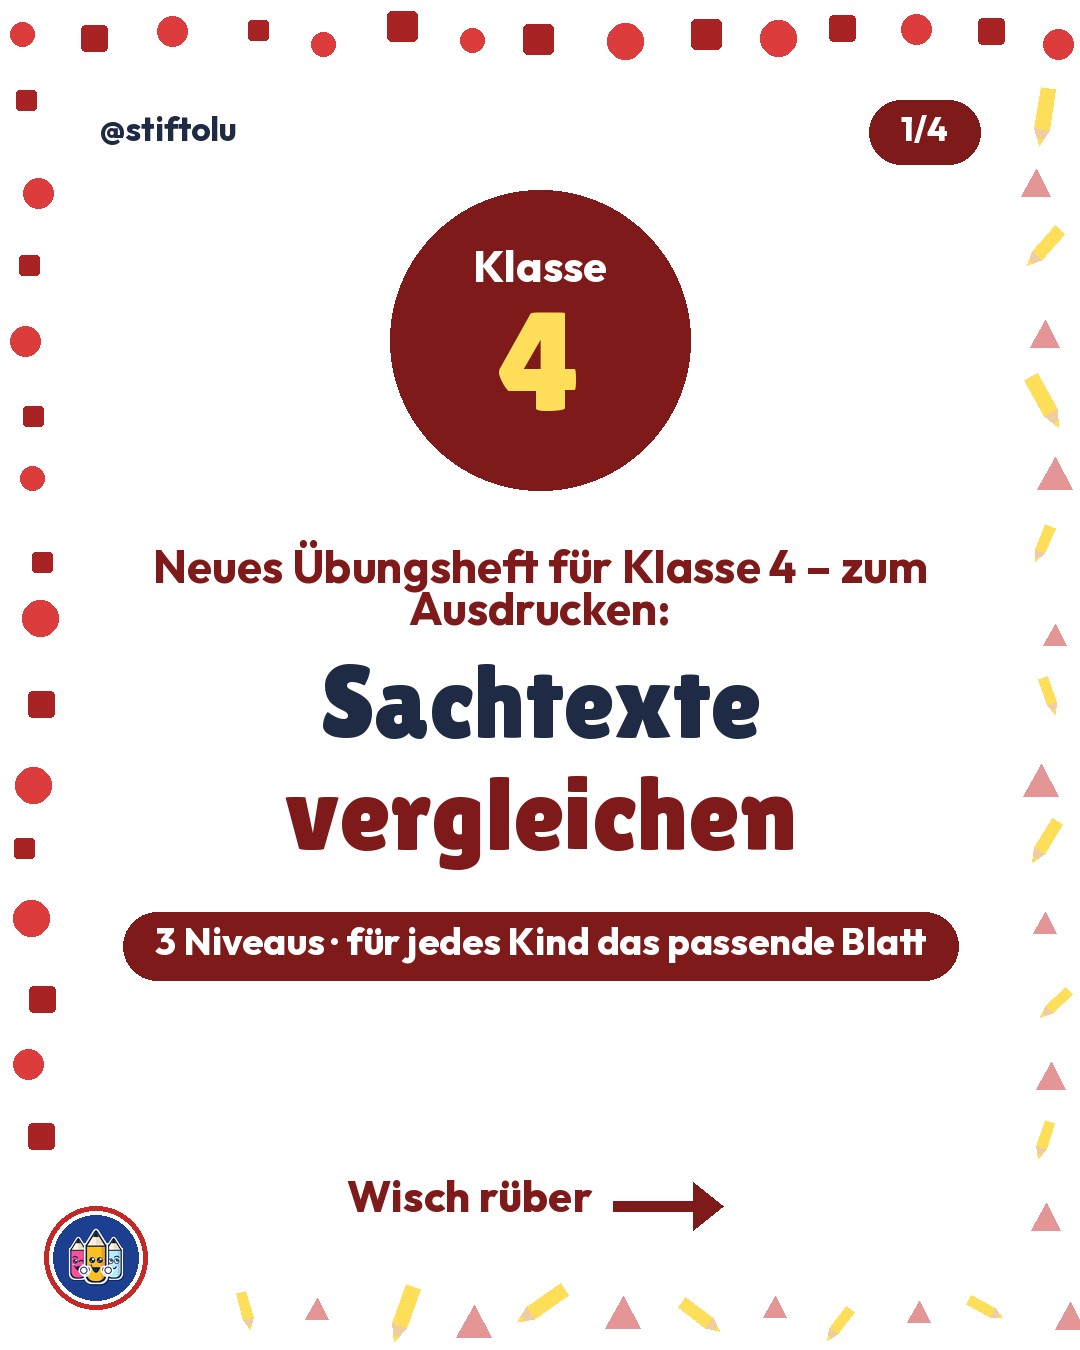 @stiftolu
1/4
Klasse
4
Neues Übungsheft für Klasse 4 – zum
Ausdrucken:
Sachtexte
vergleichen
3 Niveaus · für jedes Kind das passende Blatt
Wisch rüber